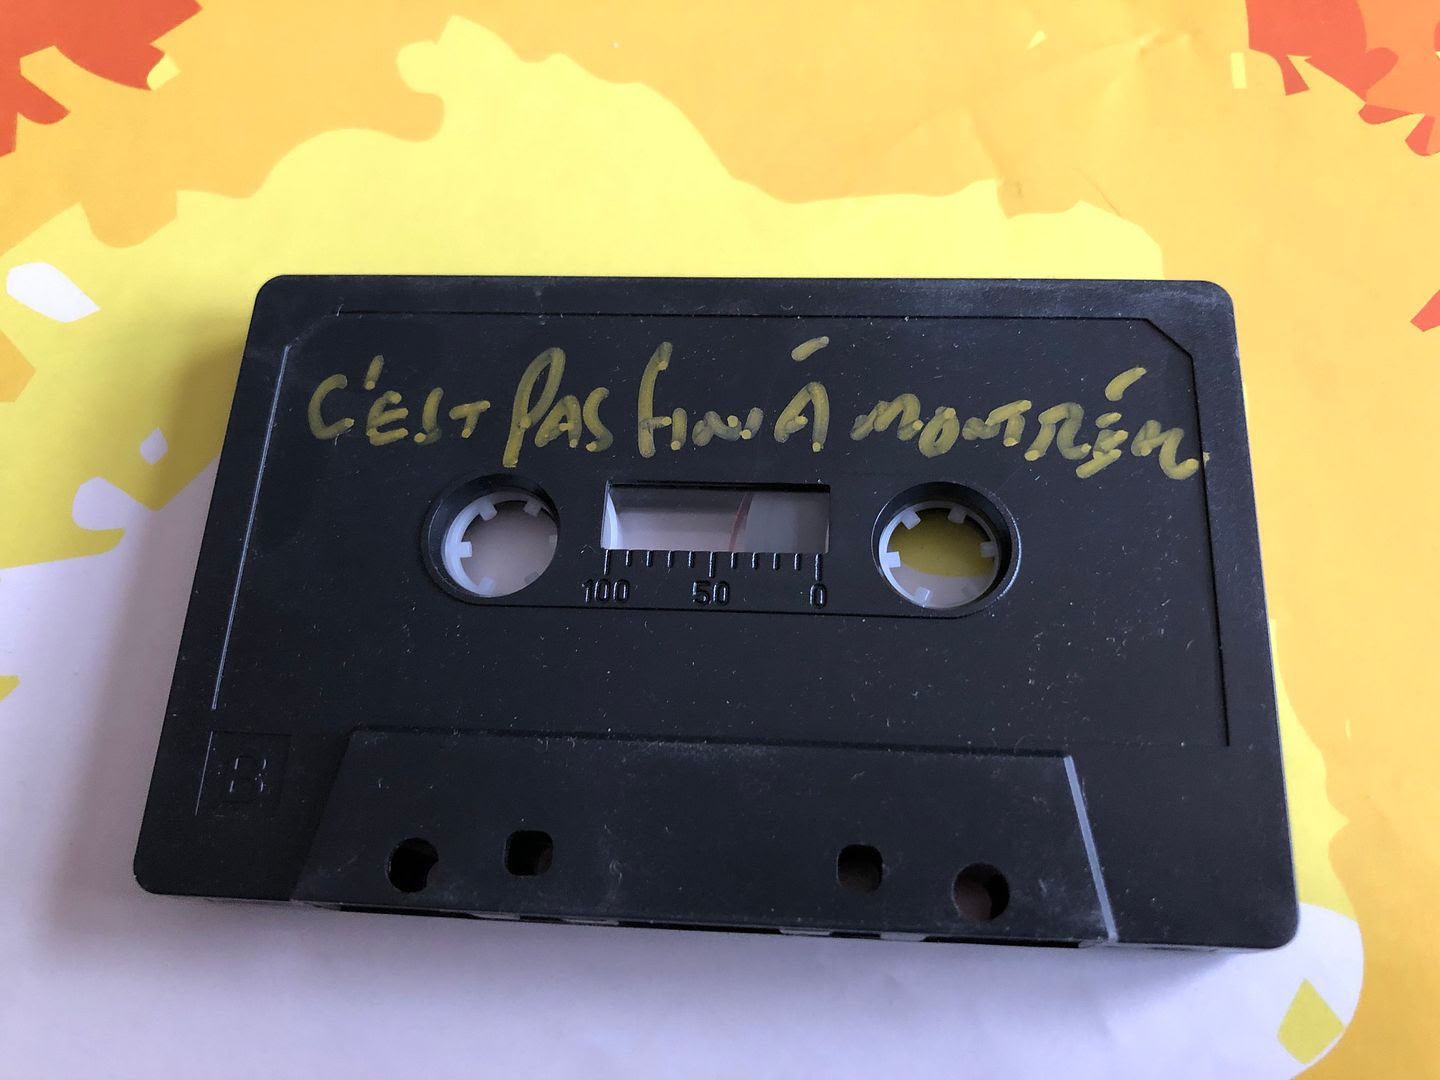 C'EST PAS FINI À MONTRÉAL
100 50 0
B